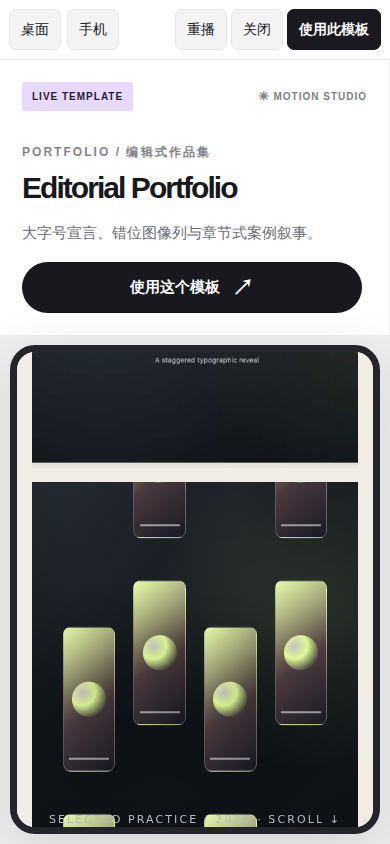 桌面 手机 重播 关闭 使用此模板
LIVE TEMPLATE ☀ MOTION STUDIO
PORTFOLIO / 编辑式作品集
Editorial Portfolio
大字号宣言、错位图像列与章节式案例叙事。
使用这个模板 ↗
A staggered typographic reveal
SELECTED PRACTICE / 2026 · SCROLL ↓